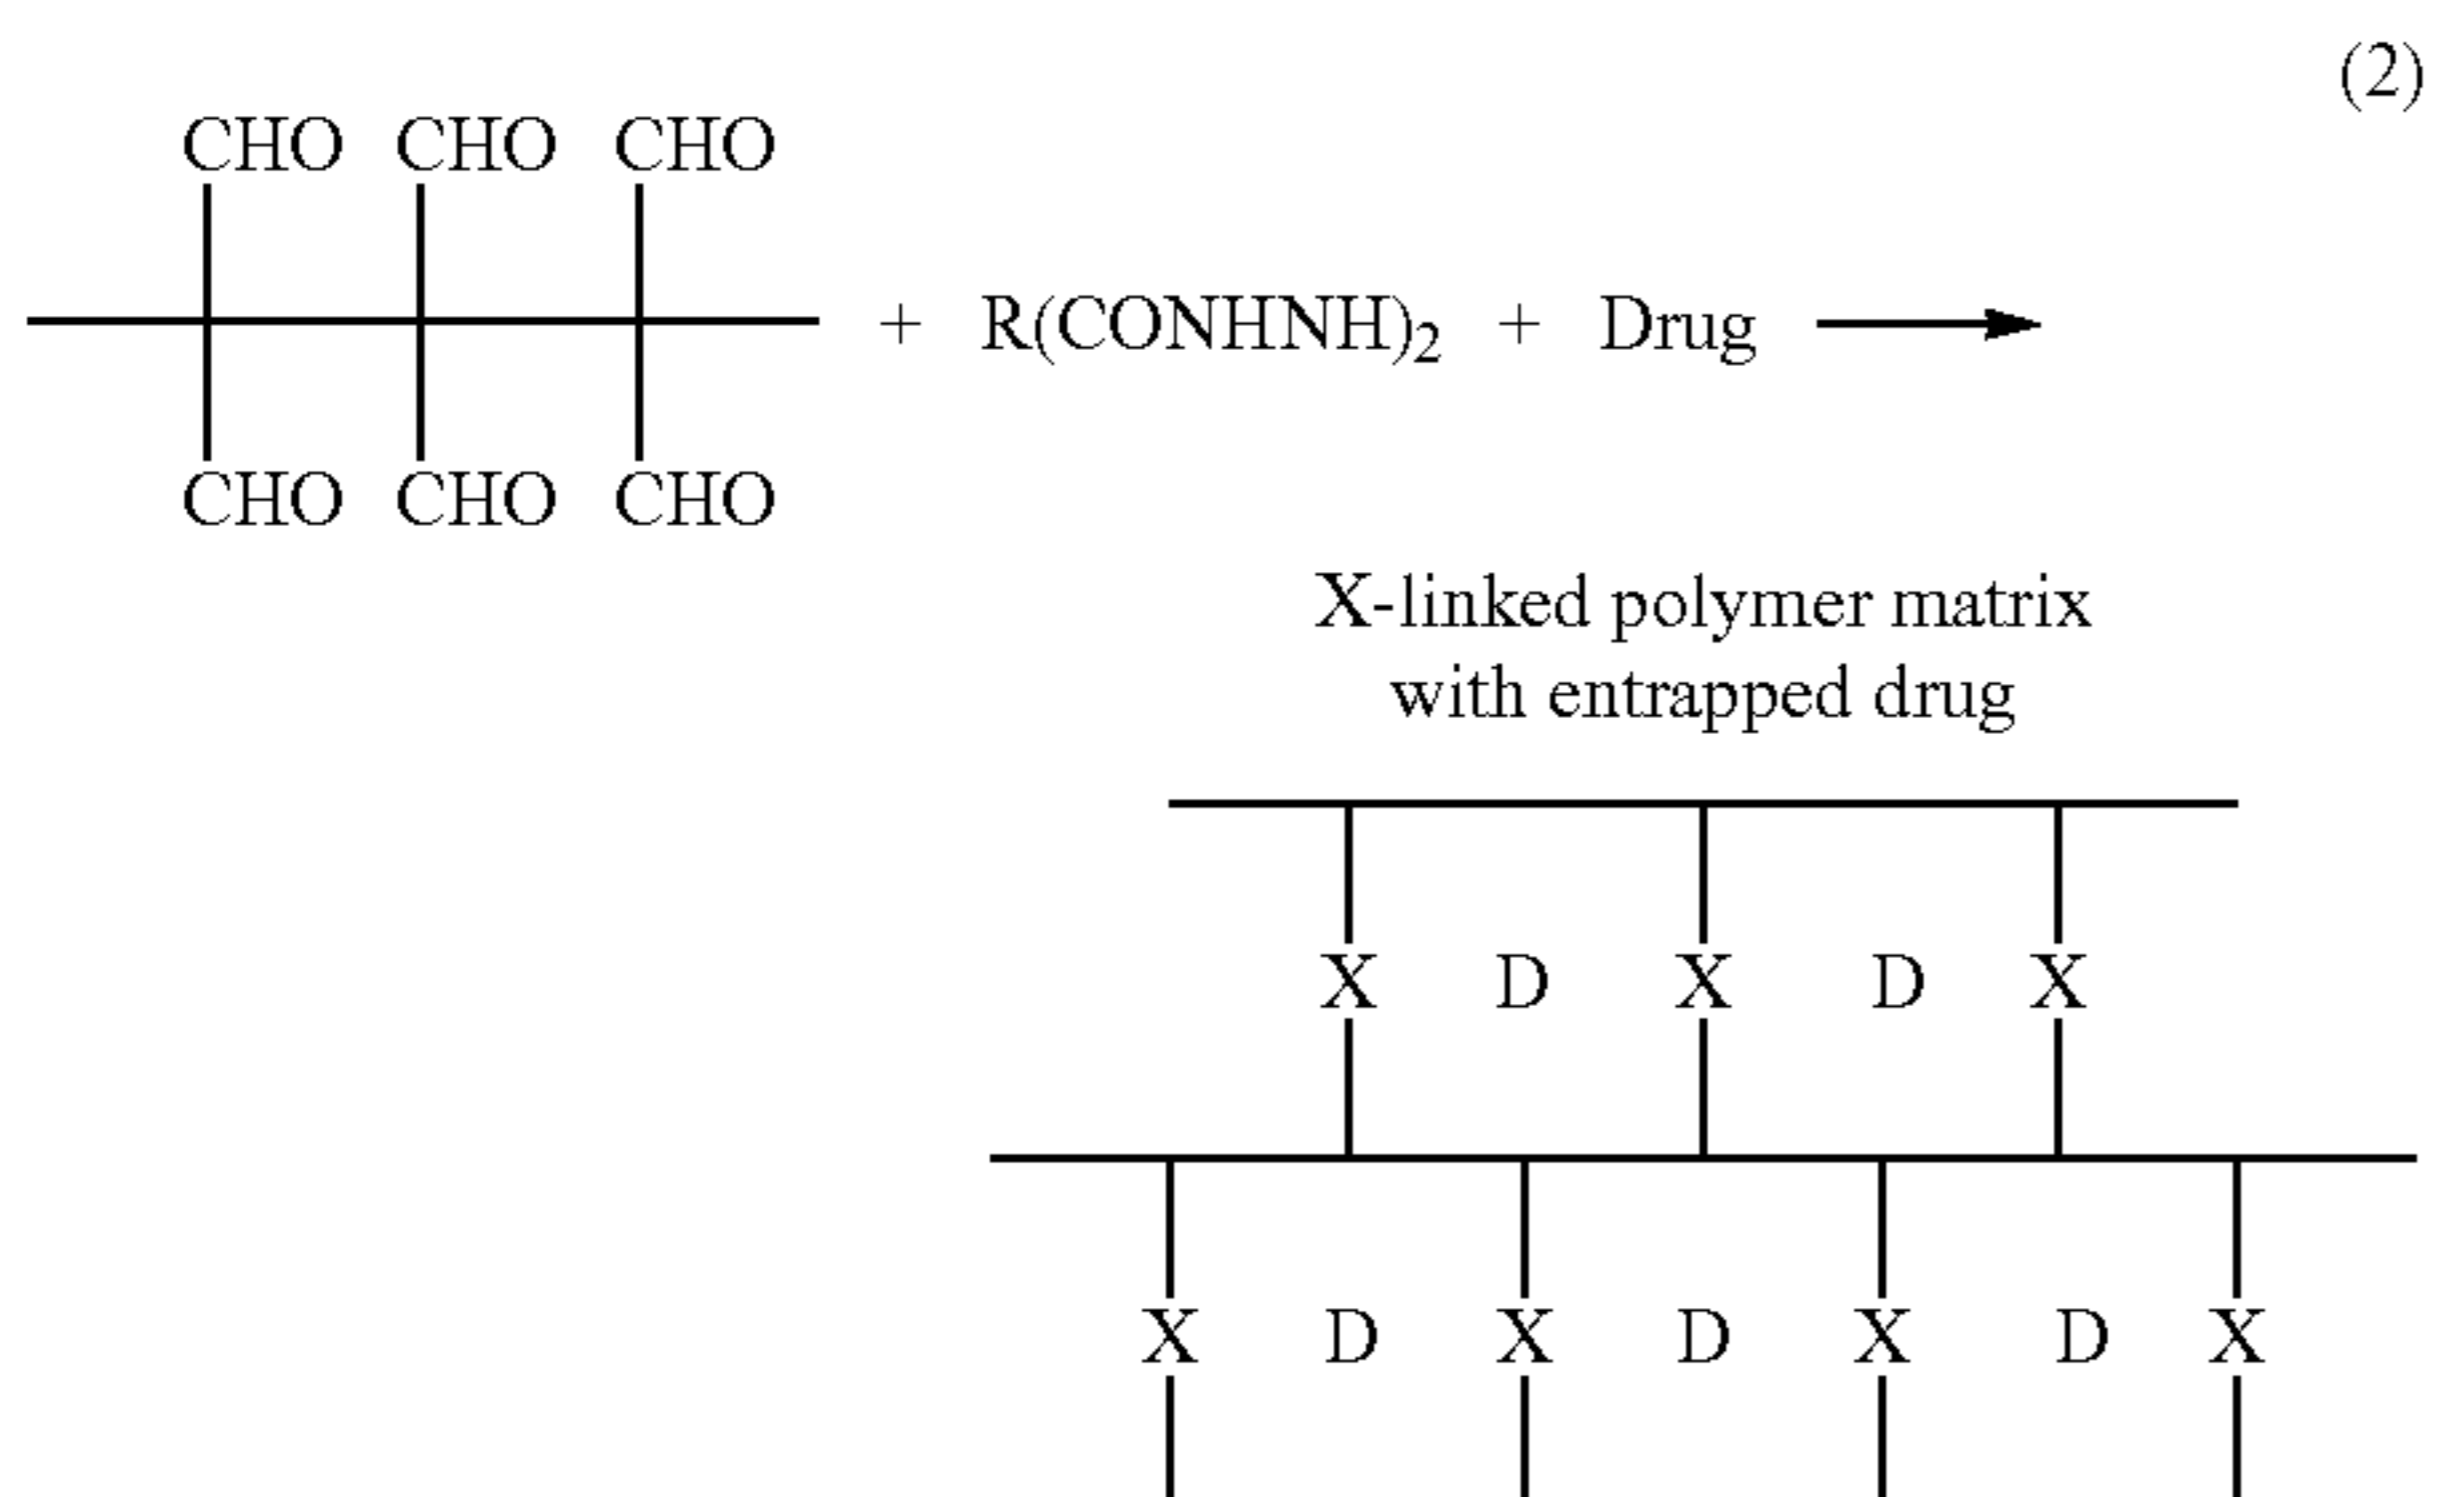 (2)
CHO CHO CHO
+ R(CONHNH)₂ + Drug
CHO CHO CHO
X-linked polymer matrix
with entrapped drug
X D X D X
X D X D X D X